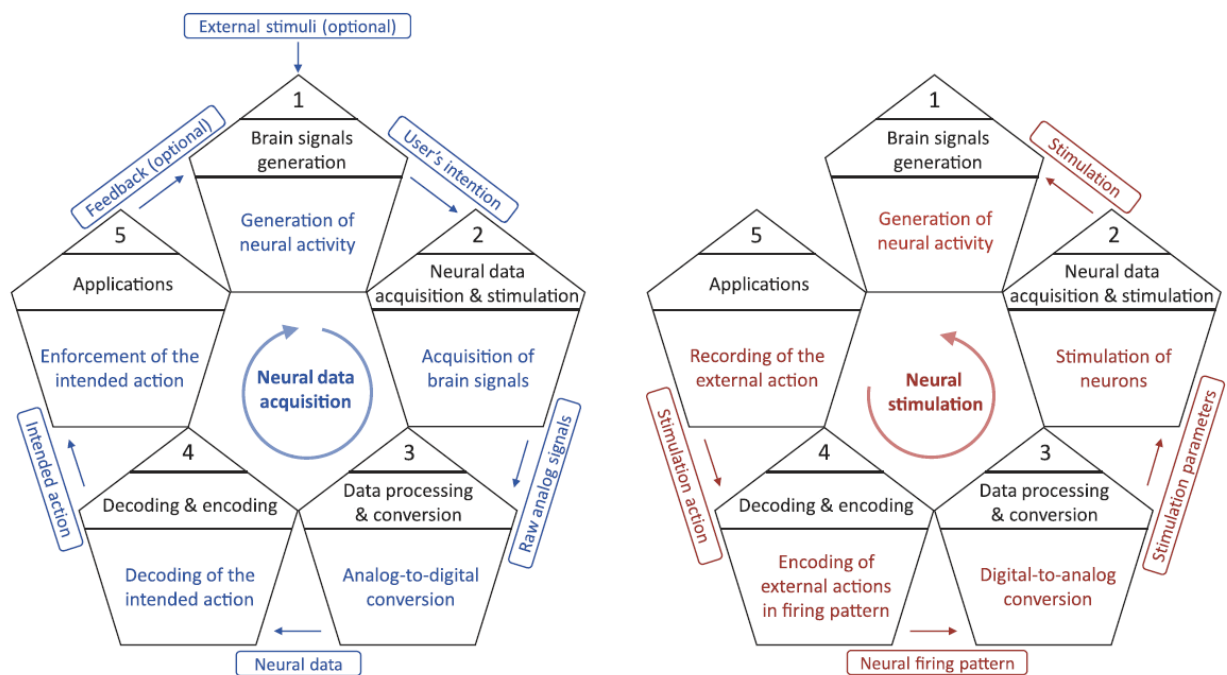 External stimuli (optional)
1
Brain signals
generation
Generation of
neural activity
Feedback (optional)
User's intention
5
Applications
Enforcement of the
intended action
2
Neural data
acquisition & stimulation
Acquisition of
brain signals
Neural data
acquisition
Intended action
Raw analog signals
4
Decoding & encoding
Decoding of the
intended action
3
Data processing
& conversion
Analog-to-digital
conversion
Neural data
1
Brain signals
generation
Generation of
neural activity
Stimulation
5
Applications
Recording of the
external action
2
Neural data
acquisition & stimulation
Stimulation of
neurons
Neural
stimulation
Stimulation action
Stimulation parameters
4
Decoding & encoding
Encoding of
external actions
in firing pattern
3
Data processing
& conversion
Digital-to-analog
conversion
Neural firing pattern